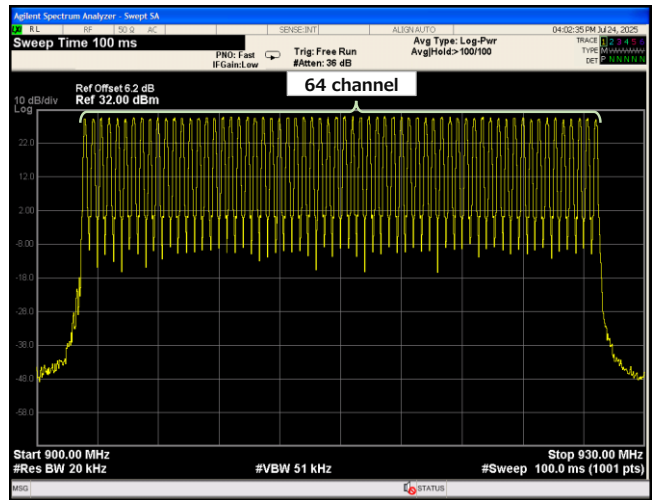 Agilent Spectrum Analyzer - Swept SA
RL RF 50 Ω AC SENSE:INT ALIGN AUTO 04:02:35 PM Jul 24, 2025
Sweep Time 100 ms
PNO: Fast
IFGain:Low
Trig: Free Run
#Atten: 36 dB
Avg Type: Log-Pwr
Avg|Hold:> 100/100
TRACE 1 2 3 4 5 6
TYPE M
DET P N N N N N
64 channel
Ref Offset 6.2 dB
Ref 32.00 dBm
10 dB/div
Log
22.0
12.0
2.00
-8.00
-18.0
-28.0
-38.0
-48.0
-58.0
Start 900.00 MHz
Stop 930.00 MHz
#Res BW 20 kHz
#VBW 51 kHz
#Sweep 100.0 ms (1001 pts)
MSG
STATUS